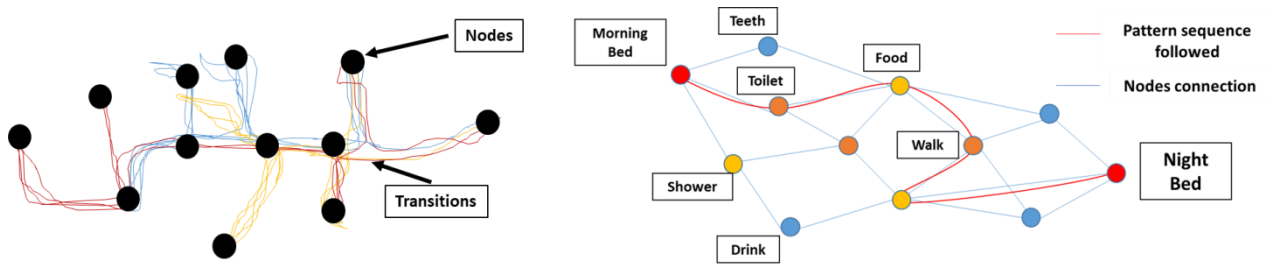 Nodes
Transitions
Morning
Bed
Teeth
Toilet
Food
Walk
Shower
Drink
Night
Bed
Pattern sequence
followed
Nodes connection